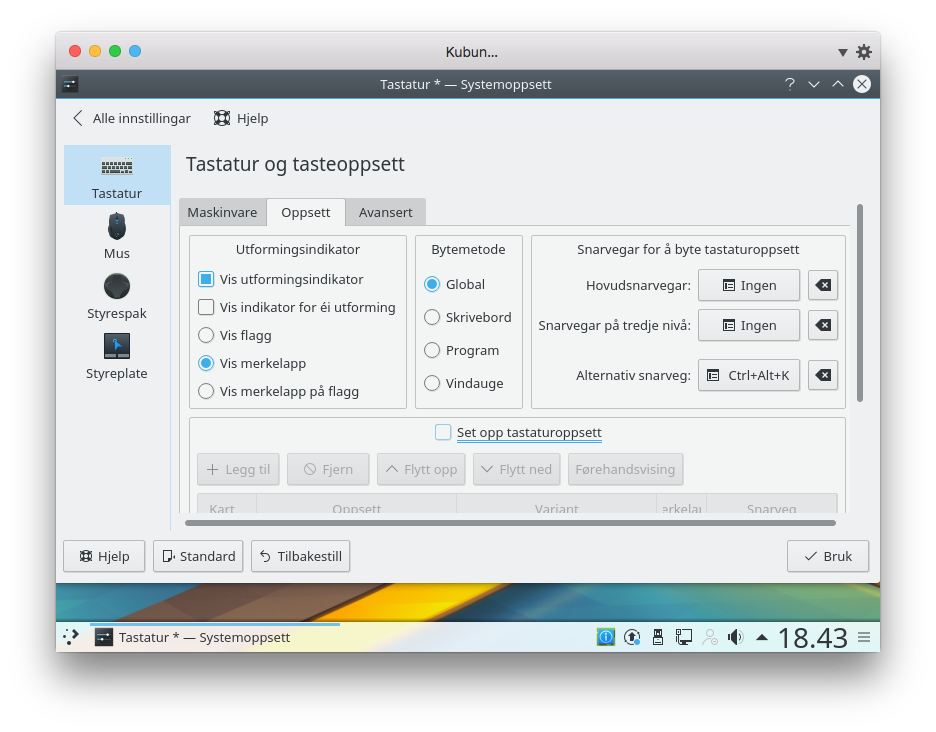 Kubun...
Tastatur * — Systemoppsett
Alle innstillingar Hjelp
Tastatur
Mus
Styrespak
Styreplate
Tastatur og tasteoppsett
Maskinvare Oppsett Avansert
Utformingsindikator
Vis utformingsindikator
Vis indikator for éi utforming
Vis flagg
Vis merkelapp
Vis merkelapp på flagg
Bytemetode
Global
Skrivebord
Program
Vindauge
Snarvegar for å byte tastaturoppsett
Hovudsnarvegar: Ingen
Snarvegar på tredje nivå: Ingen
Alternativ snarveg: Ctrl+Alt+K
Set opp tastaturoppsett
Legg til Fjern Flytt opp Flytt ned Førehandsvising
Kart Oppsett Variant Snarveg
Hjelp Standard Tilbakestill Bruk
Tastatur * — Systemoppsett 18.43